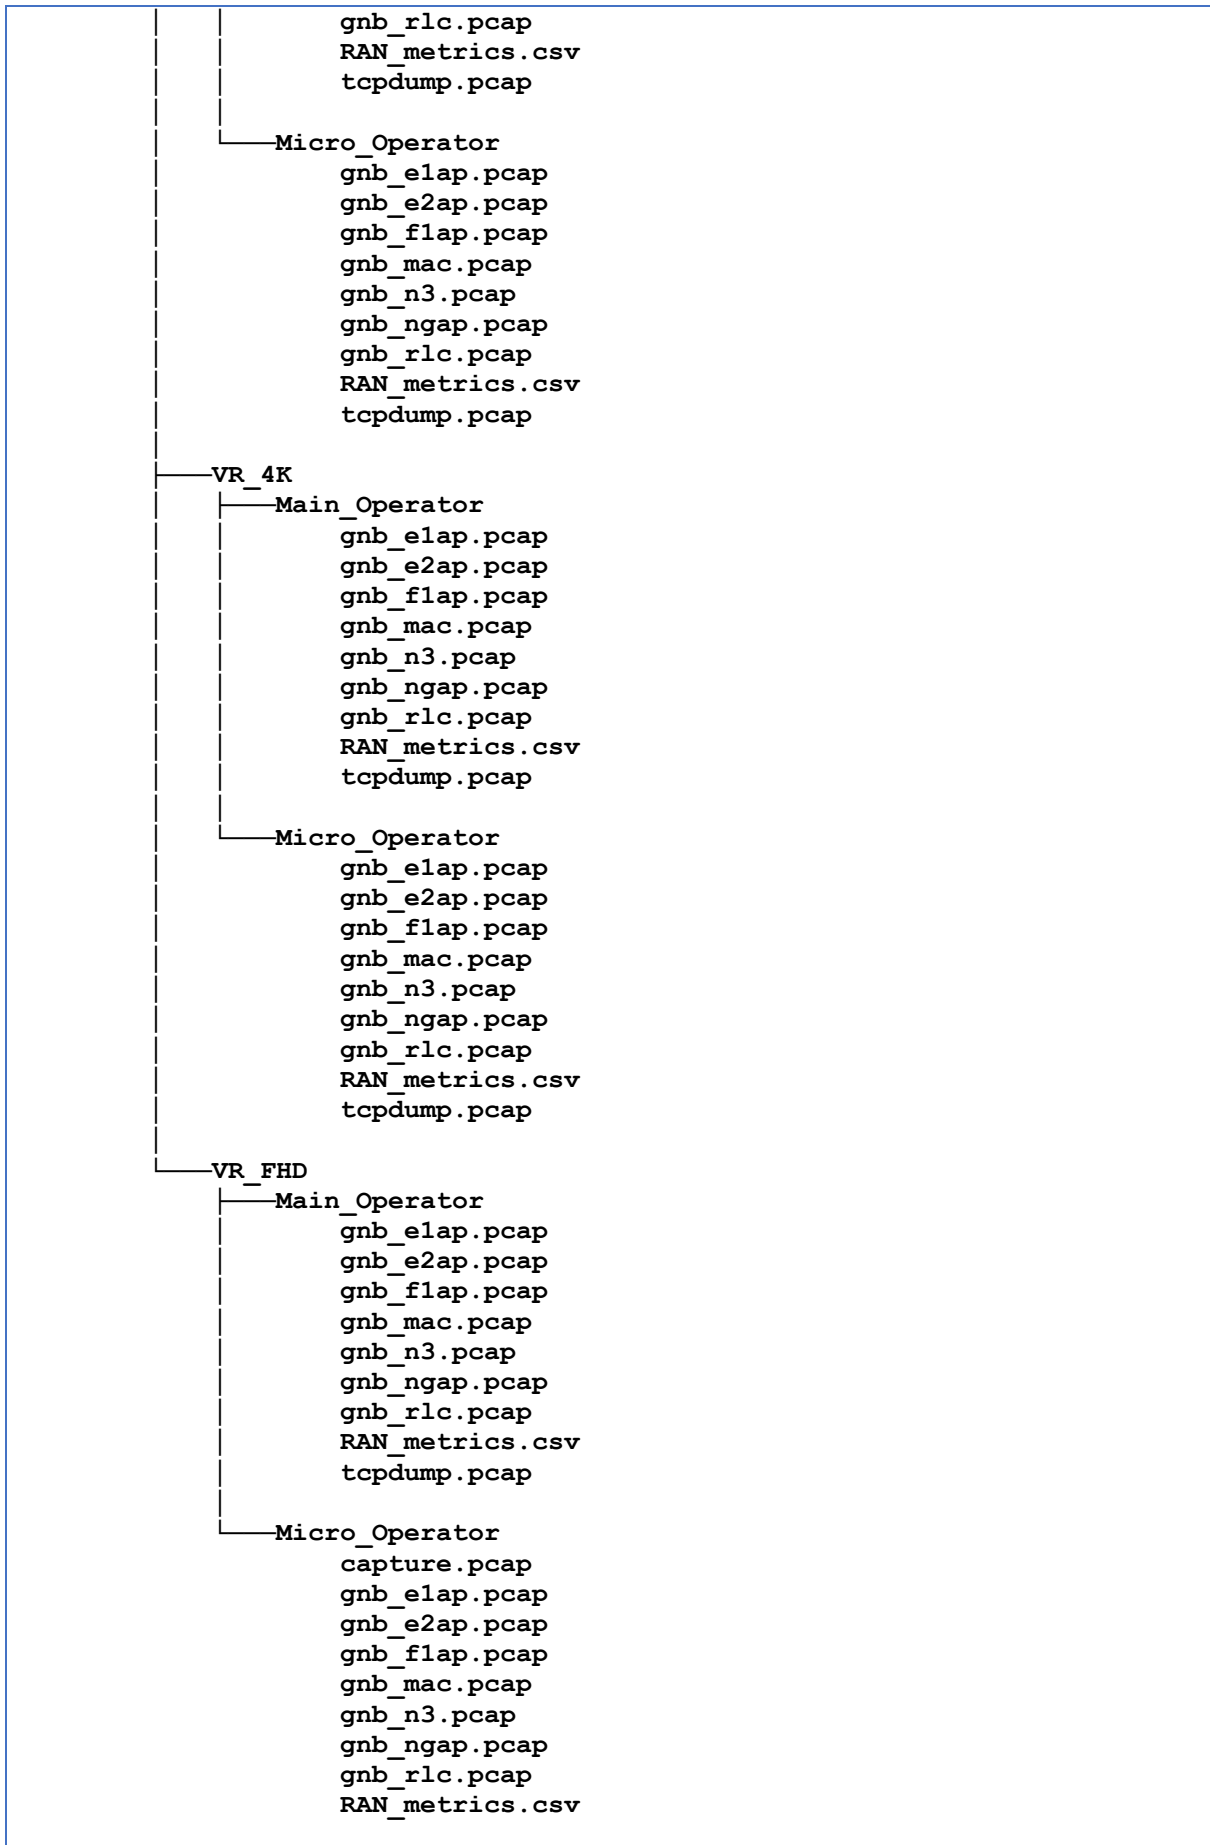 gnb_rlc.pcap
RAN_metrics.csv
tcpdump.pcap
Micro_Operator
gnb_e1ap.pcap
gnb_e2ap.pcap
gnb_f1ap.pcap
gnb_mac.pcap
gnb_n3.pcap
gnb_ngap.pcap
gnb_rlc.pcap
RAN_metrics.csv
tcpdump.pcap
VR_4K
Main_Operator
gnb_e1ap.pcap
gnb_e2ap.pcap
gnb_f1ap.pcap
gnb_mac.pcap
gnb_n3.pcap
gnb_ngap.pcap
gnb_rlc.pcap
RAN_metrics.csv
tcpdump.pcap
Micro_Operator
gnb_e1ap.pcap
gnb_e2ap.pcap
gnb_f1ap.pcap
gnb_mac.pcap
gnb_n3.pcap
gnb_ngap.pcap
gnb_rlc.pcap
RAN_metrics.csv
tcpdump.pcap
VR_FHD
Main_Operator
gnb_e1ap.pcap
gnb_e2ap.pcap
gnb_f1ap.pcap
gnb_mac.pcap
gnb_n3.pcap
gnb_ngap.pcap
gnb_rlc.pcap
RAN_metrics.csv
tcpdump.pcap
Micro_Operator
capture.pcap
gnb_e1ap.pcap
gnb_e2ap.pcap
gnb_f1ap.pcap
gnb_mac.pcap
gnb_n3.pcap
gnb_ngap.pcap
gnb_rlc.pcap
RAN_metrics.csv